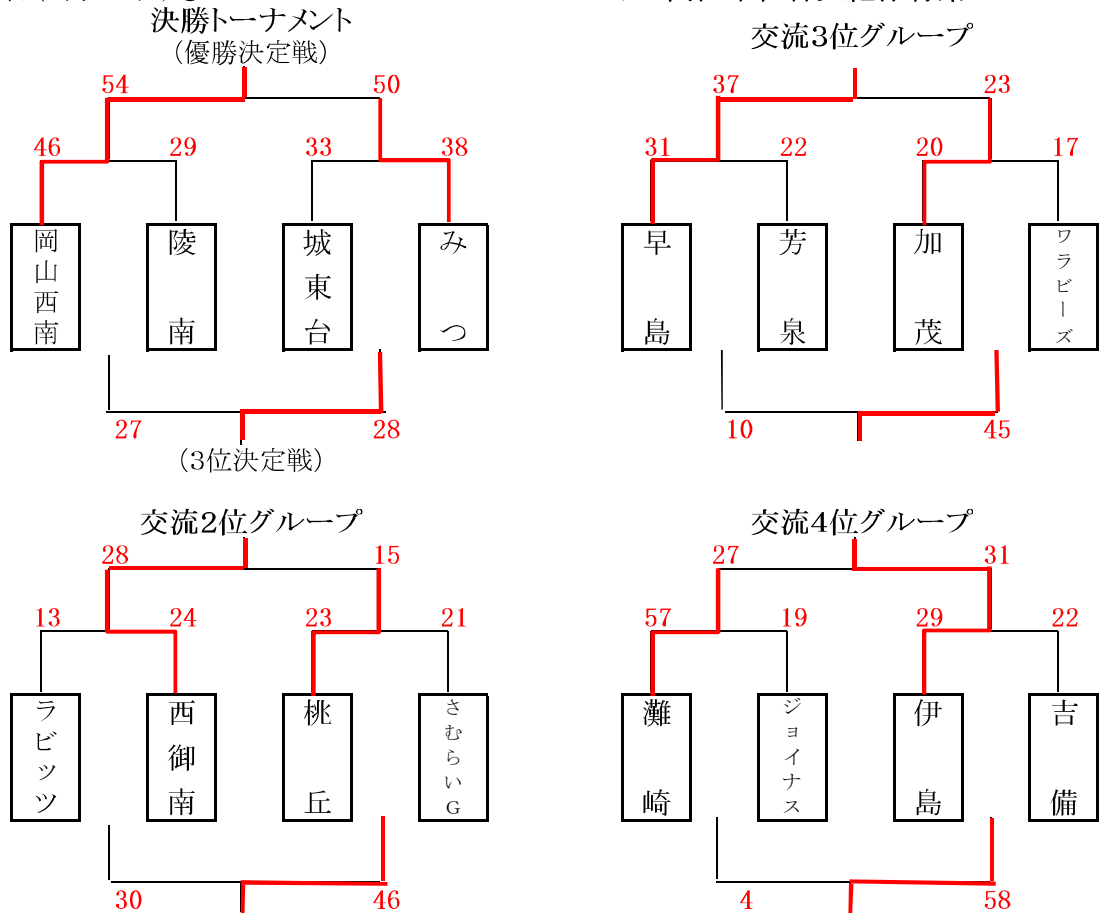 決勝トーナメント
(優勝決定戦)
54
50
46
29
33
38
岡山西南
陵南
城東台
みつ
27
28
(3位決定戦)
交流3位グループ
37
23
31
22
20
17
早島
芳泉
加茂
ワラビーズ
10
45
交流2位グループ
28
15
13
24
23
21
ラビッツ
西御南
桃丘
さむらいG
30
46
交流4位グループ
27
31
57
19
29
22
灘崎
ジョイナス
伊島
吉備
4
58